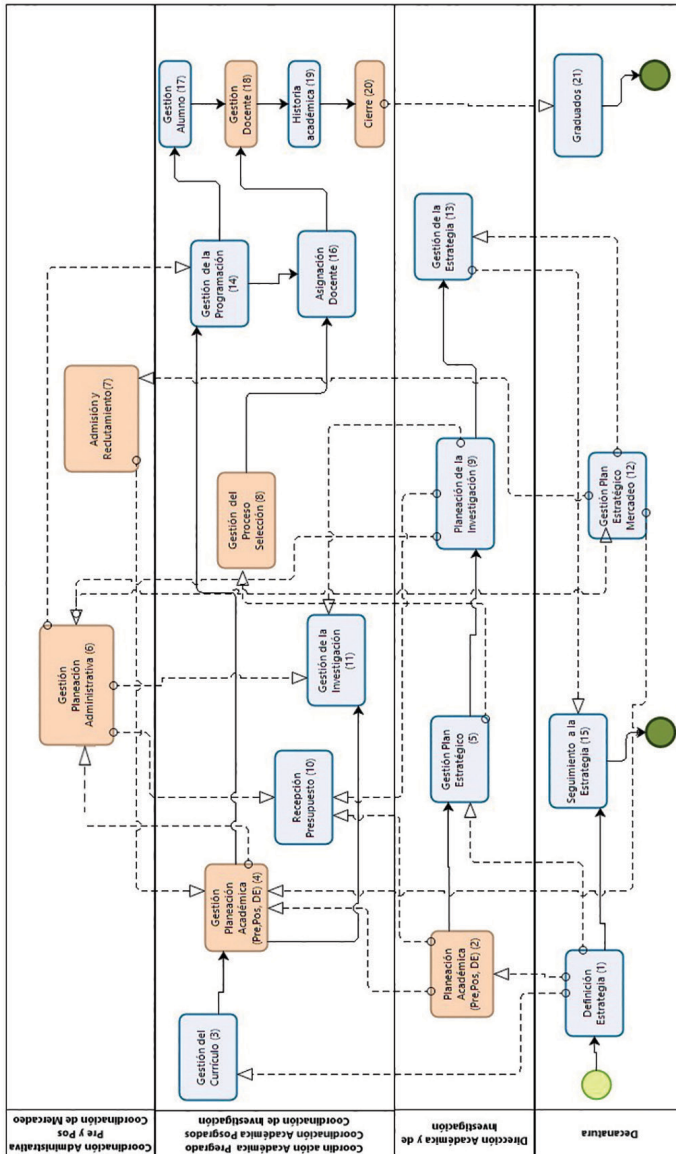 Coordinación Administrativa
Pre y Pos
Coordinación de Mercadeo
Gestión
Planeación
Administrativa (6)
Admisión y
Reclutamiento(7)
Coordin ación Académica Pregrado
Coordinación Académica Posgrados
Coordinación de Investigación
Gestión del
Currículo (3)
Gestión
Planeación
Académica
(Pre,Pos, DE) (4)
Recepción
Presupuesto (10)
Gestión de la
Investigación
(11)
Gestión del
Proceso
Selección (8)
Gestión de la
Programación
(14)
Asignación
Docente (16)
Gestión
Alumno (17)
Gestión
Docente (18)
Historia
académica (19)
Cierre (20)
Dirección Académica y de
Investigación
Planeación
Académica
(Pre,Pos, DE) (2)
Gestión Plan
Estratégico
(5)
Planeación de la
Investigación (9)
Gestión de la
Estrategia (13)
Decanatura
Definición
Estrategia (1)
Seguimiento a la
Estrategia (15)
Gestión Plan
Estratégico
Mercadeo (12)
Graduados (21)